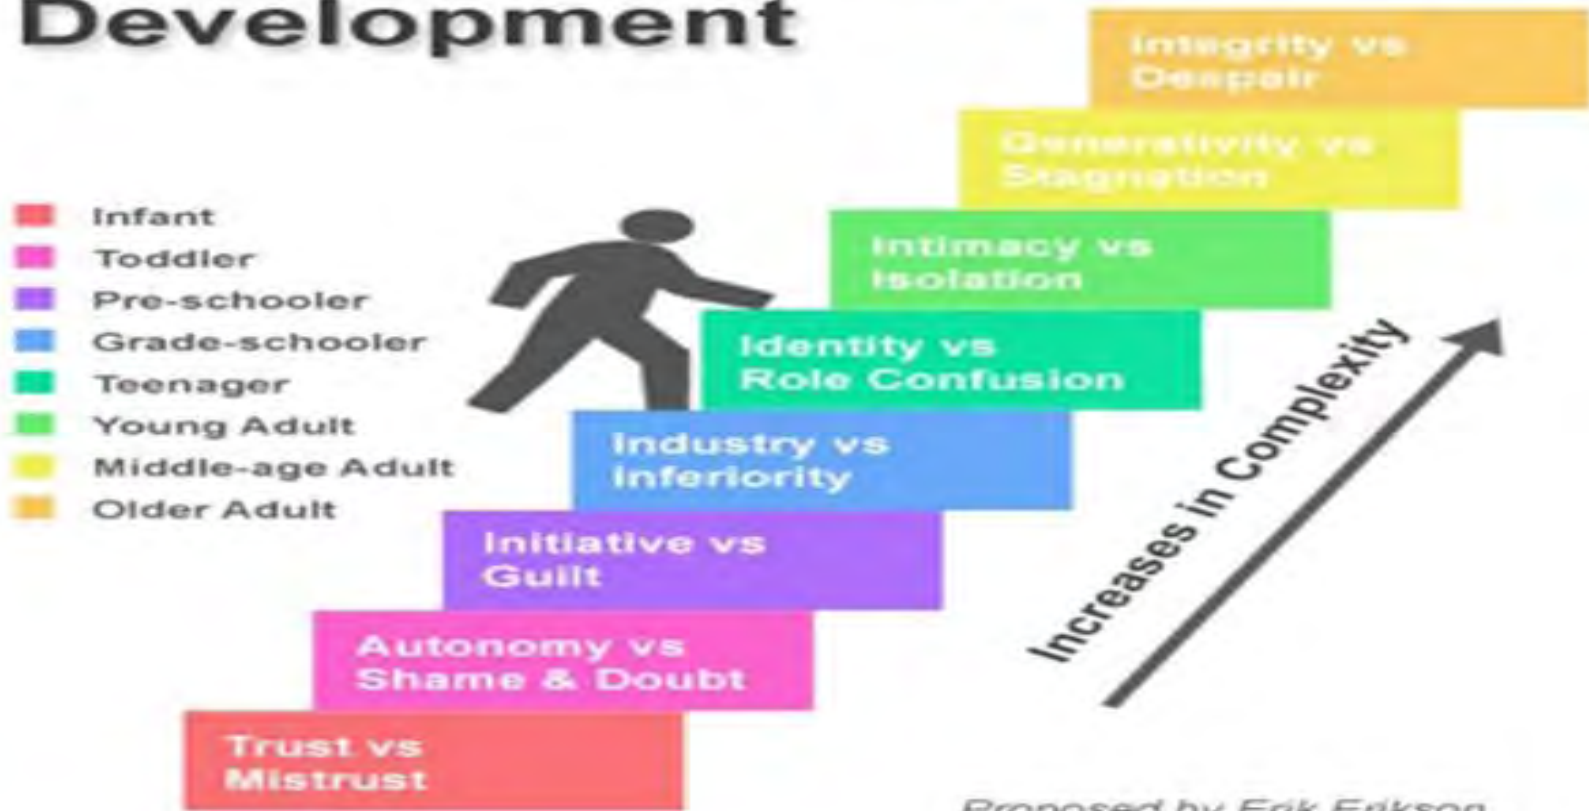 Development
Integrity vs
Despair
Generativity vs
Stagnation
Intimacy vs
Isolation
Identity vs
Role Confusion
Industry vs
Inferiority
Initiative vs
Guilt
Autonomy vs
Shame & Doubt
Trust vs
Mistrust
Infant
Toddler
Pre-schooler
Grade-schooler
Teenager
Young Adult
Middle-age Adult
Older Adult
Increases in Complexity
Proposed by Erik Erikson